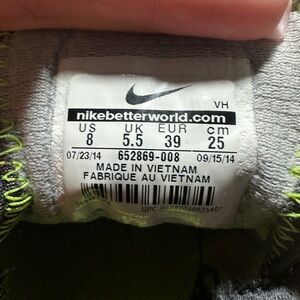 VH
nikebetterworld.com
US UK EUR cm
8 5.5 39 25
07/23/14 652869-008 09/15/14
MADE IN VIETNAM
FABRIQUE AU VIETNAM
UPC